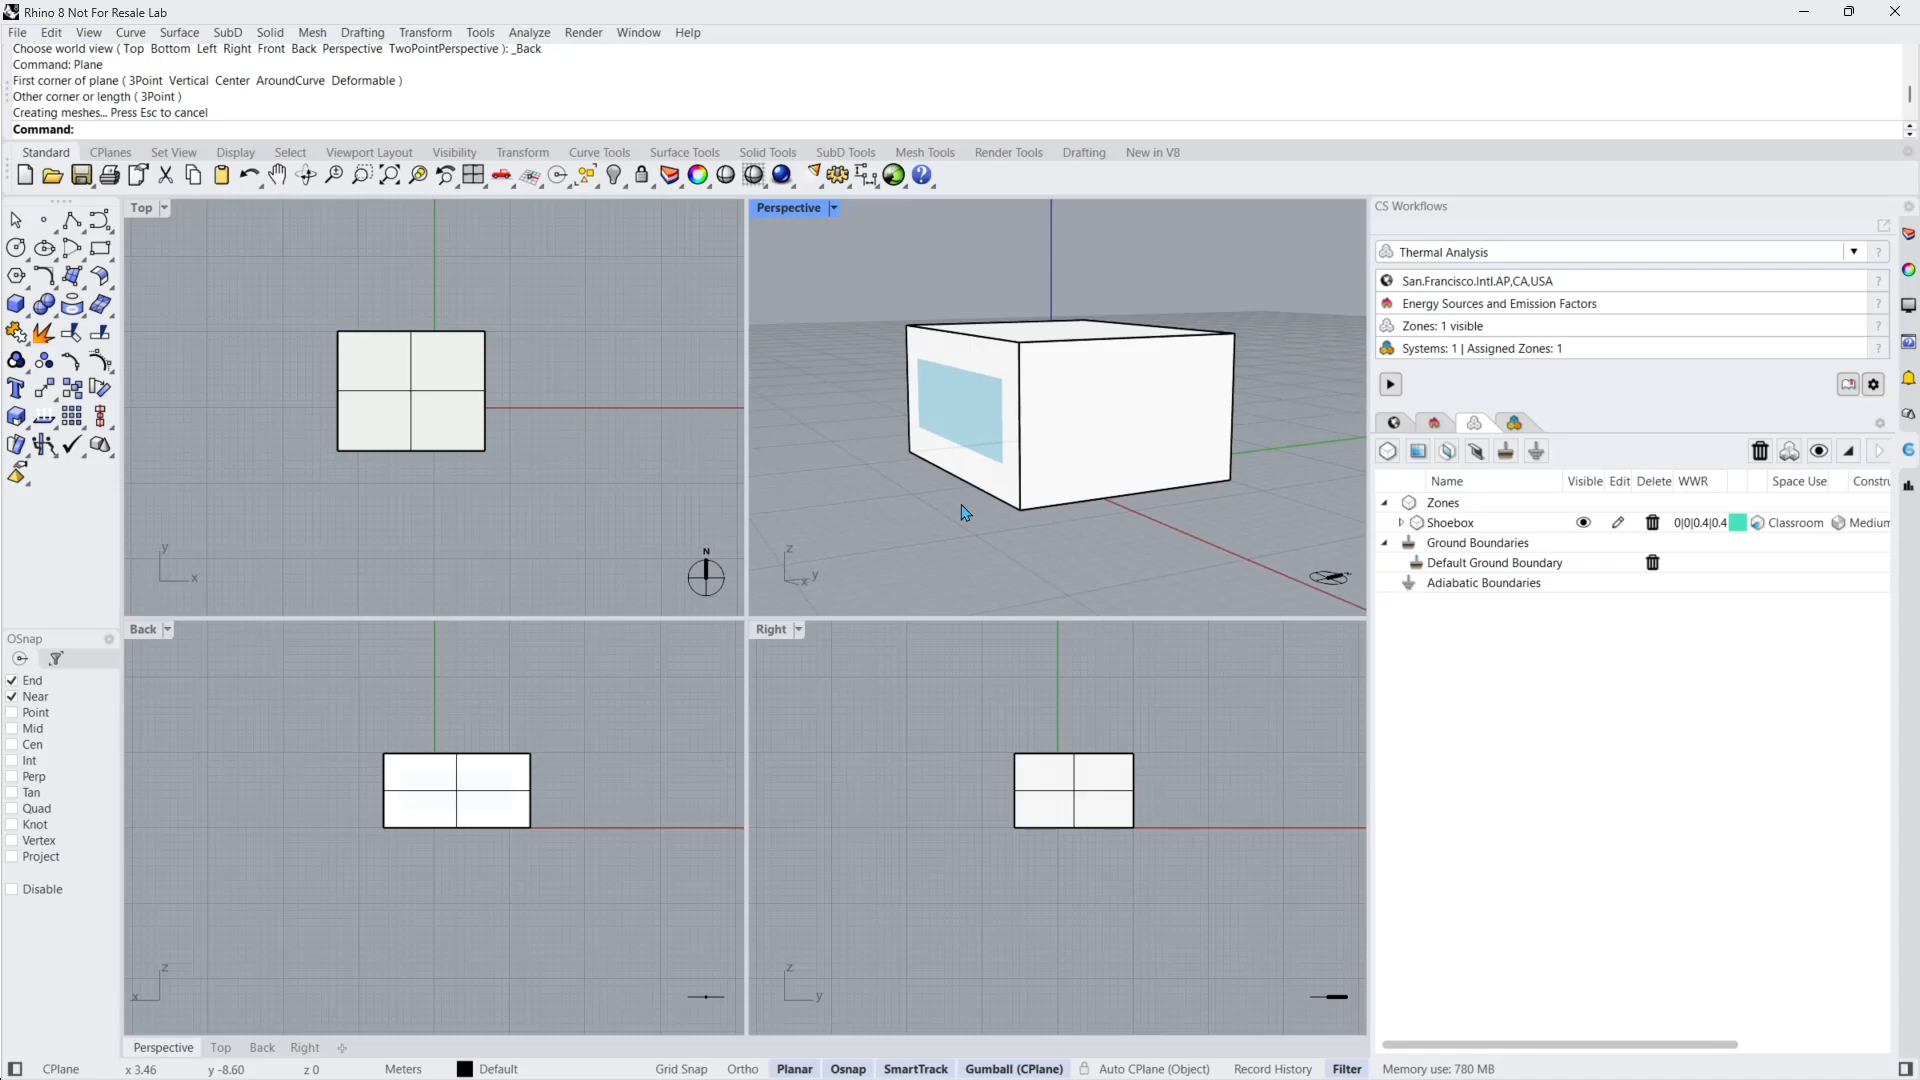 Rhino 8 Not For Resale Lab
File Edit View Curve Surface SubD Solid Mesh Drafting Transform Tools Analyze Render Window Help
Choose world view ( Top Bottom Left Right Front Back Perspective TwoPointPerspective ): _Back
Command: Plane
First corner of plane ( 3Point Vertical Center AroundCurve Deformable )
Other corner or length ( 3Point )
Creating meshes... Press Esc to cancel
Command:
Standard CPlanes Set View Display Select Viewport Layout Visibility Transform Curve Tools Surface Tools Solid Tools SubD Tools Mesh Tools Render Tools Drafting New in V8
Top
y
x
N
Perspective
z
x y
Back
z
x
Right
z
y
OSnap
End
Near
Point
Mid
Cen
Int
Perp
Tan
Quad
Knot
Vertex
Project
Disable
CS Workflows
Thermal Analysis ?
San.Francisco.Intl.AP,CA,USA ?
Energy Sources and Emission Factors ?
Zones: 1 visible ?
Systems: 1 | Assigned Zones: 1 ?
Name Visible Edit Delete WWR Space Use Constru
Zones
Shoebox 0|0|0.4|0.4 Classroom Medium
Ground Boundaries
Default Ground Boundary
Adiabatic Boundaries
Perspective Top Back Right
CPlane x 3.46 y -8.60 z 0 Meters Default Grid Snap Ortho Planar Osnap SmartTrack Gumball (CPlane) Auto CPlane (Object) Record History Filter Memory use: 780 MB